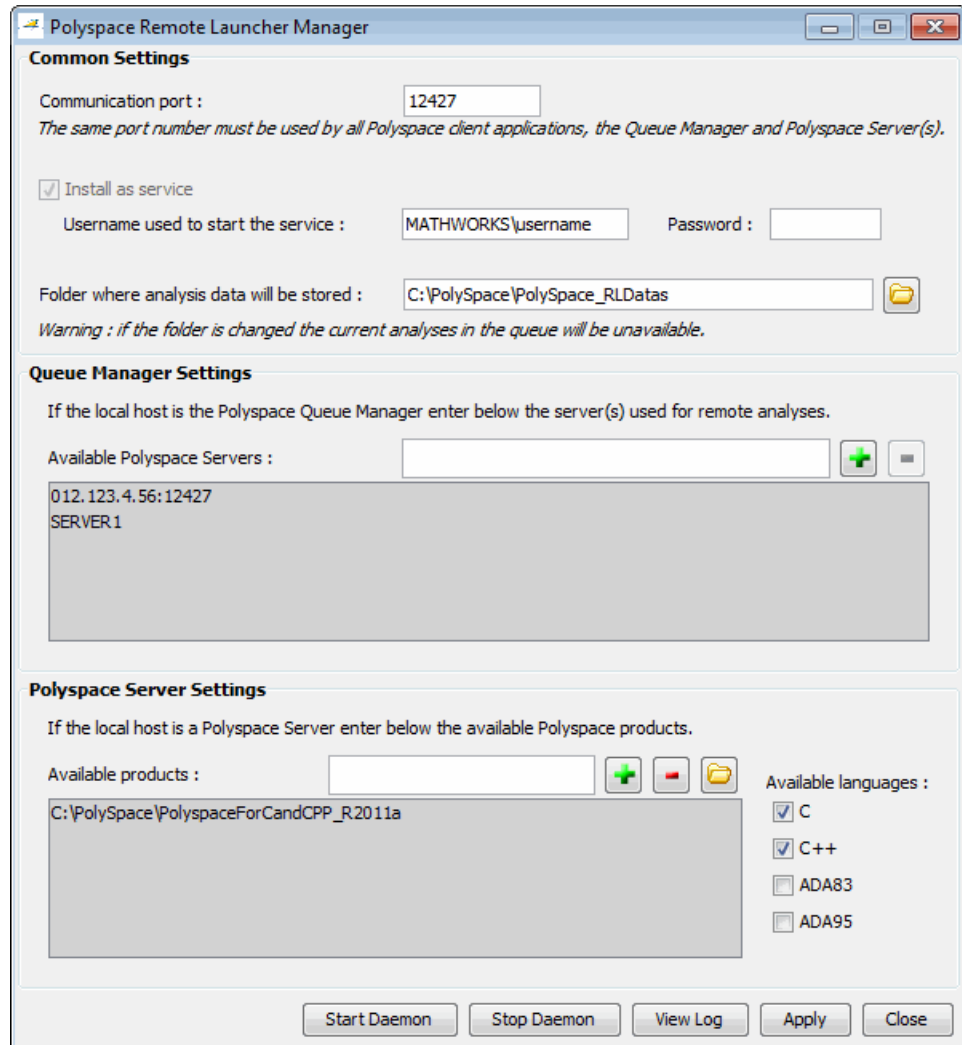 Polyspace Remote Launcher Manager
Common Settings
Communication port : 12427
The same port number must be used by all Polyspace client applications, the Queue Manager and Polyspace Server(s).
Install as service
Username used to start the service : MATHWORKS\username Password :
Folder where analysis data will be stored : C:\PolySpace\PolySpace_RLDatas
Warning : if the folder is changed the current analyses in the queue will be unavailable.
Queue Manager Settings
If the local host is the Polyspace Queue Manager enter below the server(s) used for remote analyses.
Available Polyspace Servers :
012.123.4.56:12427
SERVER1
Polyspace Server Settings
If the local host is a Polyspace Server enter below the available Polyspace products.
Available products :
C:\PolySpace\PolyspaceForCandCPP_R2011a
Available languages :
C
C++
ADA83
ADA95
Start Daemon Stop Daemon View Log Apply Close